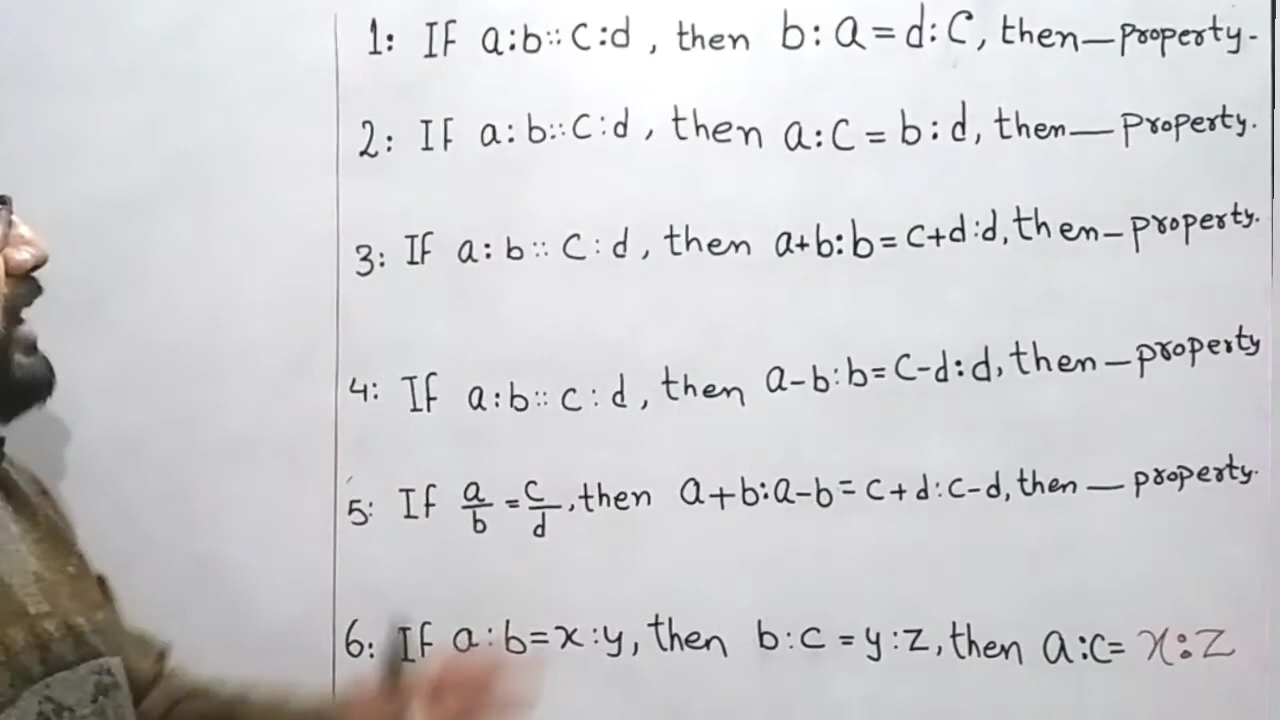 1: If a:b::c:d, then b:a=d:c, then—property-
2: If a:b::c:d, then a:c=b:d, then—property.
3: If a:b::c:d, then a+b:b=c+d:d, then—property.
4: If a:b::c:d, then a-b:b=c-d:d, then—property
5: If a/b=c/d, then a+b:a-b=c+d:c-d, then—property.
6: If a:b=x:y, then b:c=y:z, then a:c=x:z